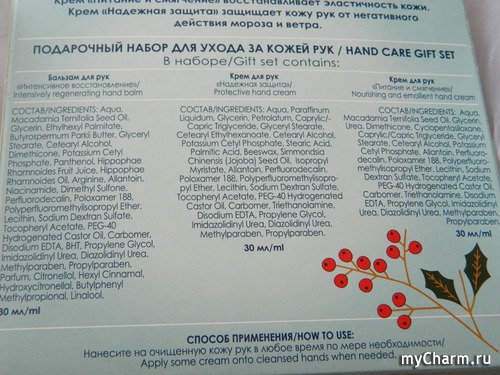 Крем «Питание и смягчение» восстанавливает эластичность кожи.
Крем «Надежная защита» защищает кожу рук от негативного
действия мороза и ветра.
ПОДАРОЧНЫЙ НАБОР ДЛЯ УХОДА ЗА КОЖЕЙ РУК / HAND CARE GIFT SET
В наборе/Gift set contains:
Бальзам для рук
«Интенсивное восстановление»/
Intensively regenerating hand balm
СОСТАВ/INGREDIENTS: Aqua,
Macadamia Ternifolia Seed Oil,
Glycerin, Ethylhexyl Palmitate,
Butyrospermum Parkii Butter, Glyceryl
Stearate, Cetearyl Alcohol,
Dimethicone, Potassium Cetyl
Phosphate, Panthenol, Hippophae
Rhamnoides Fruit Juice, Hippophae
Rhamnoides Oil, Arginine, Allantoin,
Niacinamide, Dimethyl Sulfone,
Perfluorodecalin, Poloxamer 188,
Polyperfluoromethylisopropyl Ether,
Lecithin, Sodium Dextran Sulfate,
Tocopheryl Acetate, PEG-40
Hydrogenated Castor Oil, Carbomer,
Disodium EDTA, BHT, Propylene Glycol,
Imidazolidinyl Urea, Diazolidinyl Urea,
Methylparaben, Propylparaben,
Parfum, Citronellol, Hexyl Cinnamal,
Hydroxycitronellal, Butylphenyl
Methylpropional, Linalool.
30 мл/ml
Крем для рук
«Надежная защита»/
Protective hand cream
СОСТАВ/INGREDIENTS: Aqua, Paraffinum
Liquidum, Glycerin, Petrolatum, Caprylic/
Capric Triglyceride, Glyceryl Stearate,
Cetearyl Ethylhexanoate, Cetearyl Alcohol,
Potassium Cetyl Phosphate, Stearic Acid,
Palmitic Acid, Beeswax, Simmondsia
Chinensis (Jojoba) Seed Oil, Isopropyl
Myristate, Allantoin, Perfluorodecalin,
Poloxamer 188, Polyperfluoromethylisopro-
pyl Ether, Lecithin, Sodium Dextran Sulfate,
Tocopheryl Acetate, PEG-40 Hydrogenated
Castor Oil, Carbomer, Triethanolamine,
Disodium EDTA, Propylene Glycol,
Imidazolidinyl Urea, Diazolidinyl Urea,
Methylparaben, Propylparaben.
30 мл/ml
Крем для рук
«Питание и смягчение»/
Nourishing and emollient hand cream
СОСТАВ/INGREDIENTS: Aqua, Glycerin,
Urea, Dimethicone, Cyclopentasiloxane,
Caprylic/Capric Triglyceride, Glyceryl
Stearate, Cetearyl Alcohol, Potassium
Cetyl Phosphate, Allantoin, Perfluorodecalin,
Poloxamer 188, Polyperfluoro-
methylisopropyl Ether, Lecithin,
Sodium Dextran Sulfate, Tocopheryl
Acetate, PEG-40 Hydrogenated Castor
Oil, Carbomer, Triethanolamine,
Disodium EDTA, Propylene Glycol,
Imidazolidinyl Urea, Diazolidinyl Urea,
Methylparaben, Propylparaben.
30 мл/ml
СПОСОБ ПРИМЕНЕНИЯ/HOW TO USE:
Нанесите на очищенную кожу рук в любое время по мере необходимости/
Apply some cream onto cleansed hands when needed.
myCharm.ru